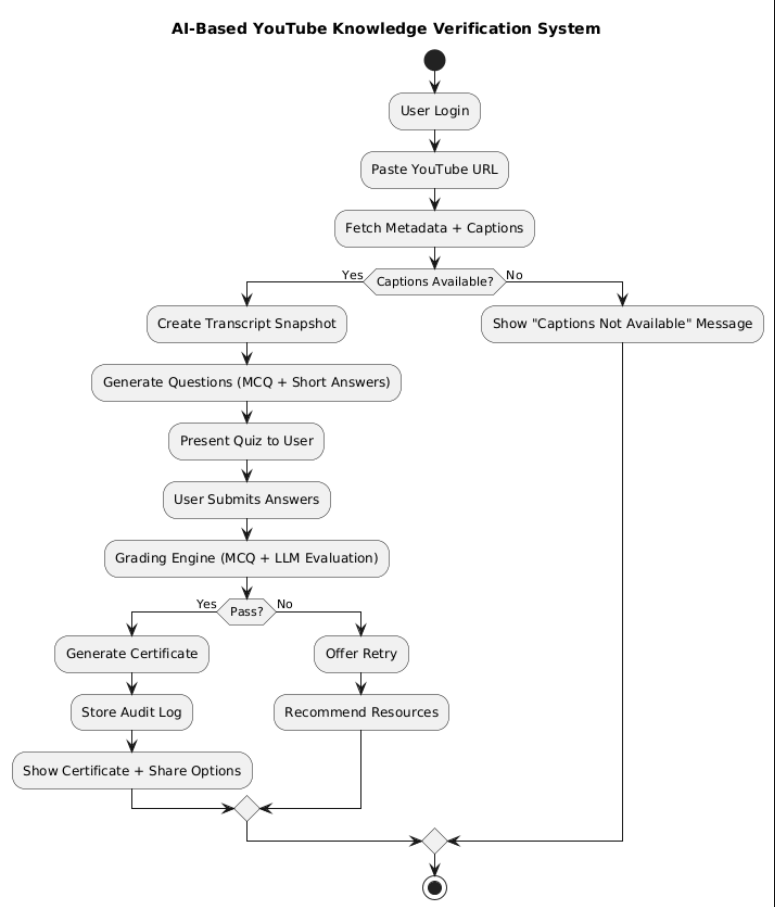 AI-Based YouTube Knowledge Verification System
User Login
Paste YouTube URL
Fetch Metadata + Captions
Yes
Captions Available?
No
Create Transcript Snapshot
Show "Captions Not Available" Message
Generate Questions (MCQ + Short Answers)
Present Quiz to User
User Submits Answers
Grading Engine (MCQ + LLM Evaluation)
Yes
Pass?
No
Generate Certificate
Offer Retry
Store Audit Log
Recommend Resources
Show Certificate + Share Options